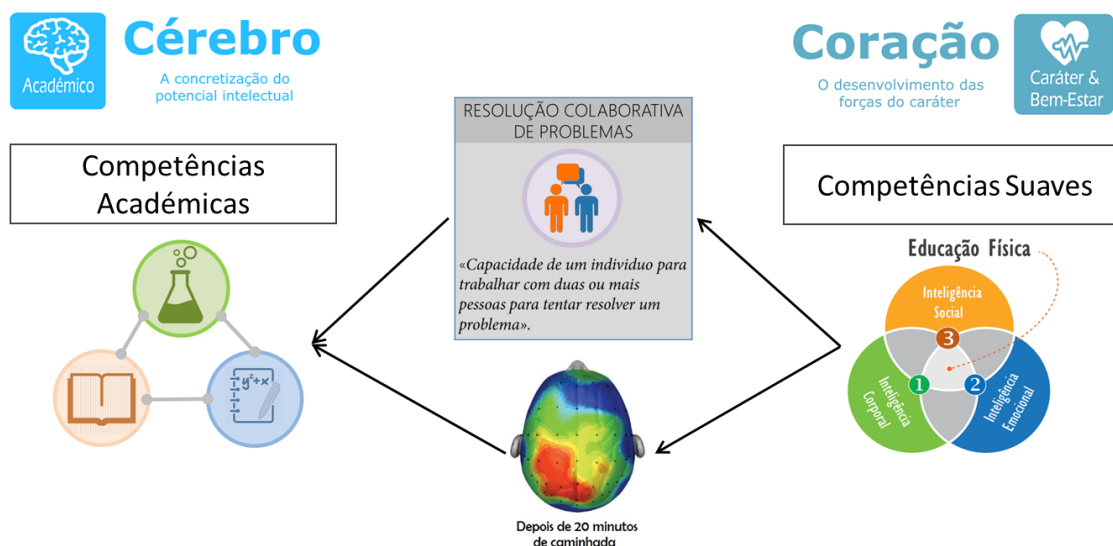 Académico
Cérebro
A concretização do
potencial intelectual
Coração
O desenvolvimento das
forças do caráter
Caráter &
Bem-Estar
Competências
Académicas
RESOLUÇÃO COLABORATIVA
DE PROBLEMAS
«Capacidade de um individuo para
trabalhar com duas ou mais
pessoas para tentar resolver um
problema».
Competências Suaves
Educação Física
Inteligência
Social
3
1
2
Inteligência
Corporal
Inteligência
Emocional
y²+x
Depois de 20 minutos
de caminhada